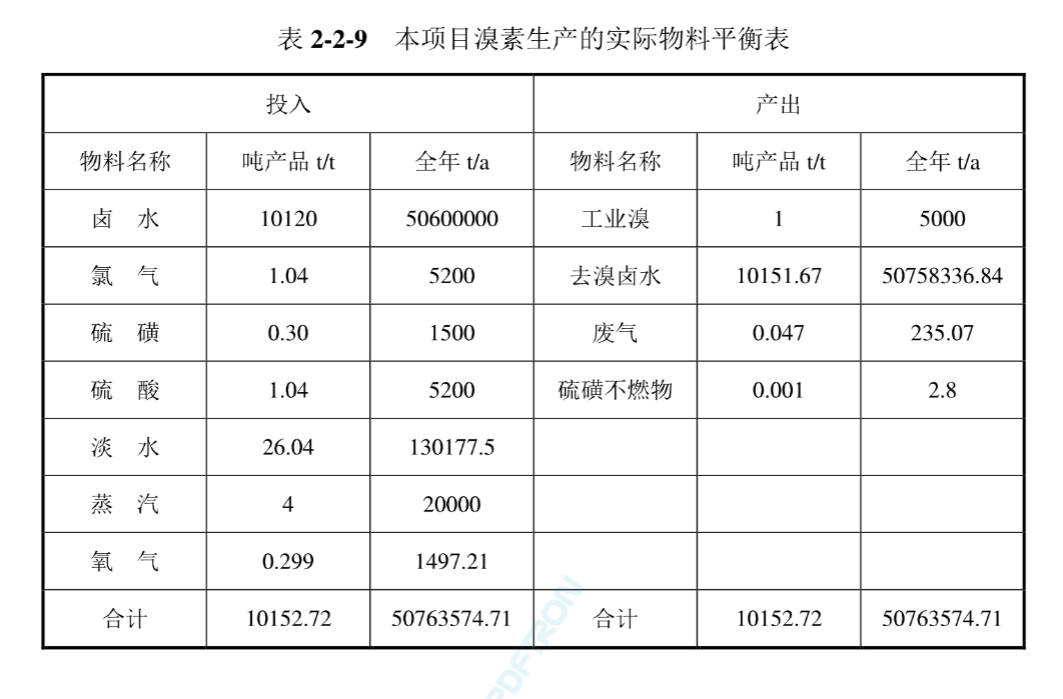 表 2-2-9 本项目溴素生产的实际物料平衡表
投入 产出
物料名称 吨产品 t/t 全年 t/a 物料名称 吨产品 t/t 全年 t/a
卤 水 10120 50600000 工业溴 1 5000
氯 气 1.04 5200 去溴卤水 10151.67 50758336.84
硫 磺 0.30 1500 废气 0.047 235.07
硫 酸 1.04 5200 硫磺不燃物 0.001 2.8
淡 水 26.04 130177.5
蒸 汽 4 20000
氧 气 0.299 1497.21
合计 10152.72 50763574.71 合计 10152.72 50763574.71
PDFTRON